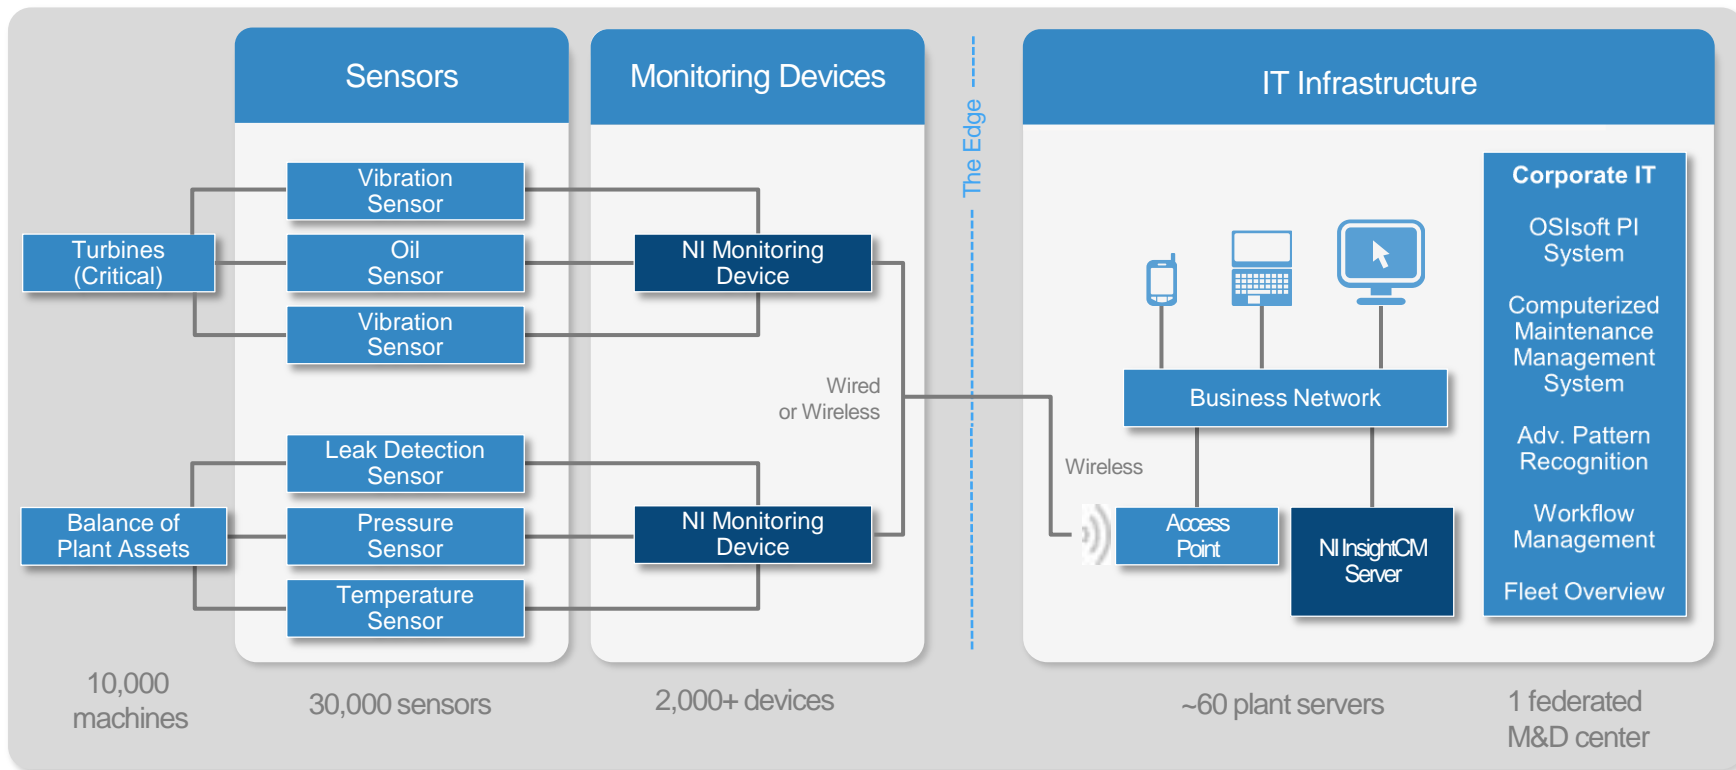 Sensors
Monitoring Devices
The Edge
IT Infrastructure
Turbines
(Critical)
Vibration
Sensor
Oil
Sensor
Vibration
Sensor
NI Monitoring
Device
Balance of
Plant Assets
Leak Detection
Sensor
Pressure
Sensor
Temperature
Sensor
NI Monitoring
Device
Wired
or Wireless
Wireless
Business Network
Access
Point
NI InsightCM
Server
Corporate IT
OSIsoft PI
System
Computerized
Maintenance
Management
System
Adv. Pattern
Recognition
Workflow
Management
Fleet Overview
10,000
machines
30,000 sensors
2,000+ devices
~60 plant servers
1 federated
M&D center